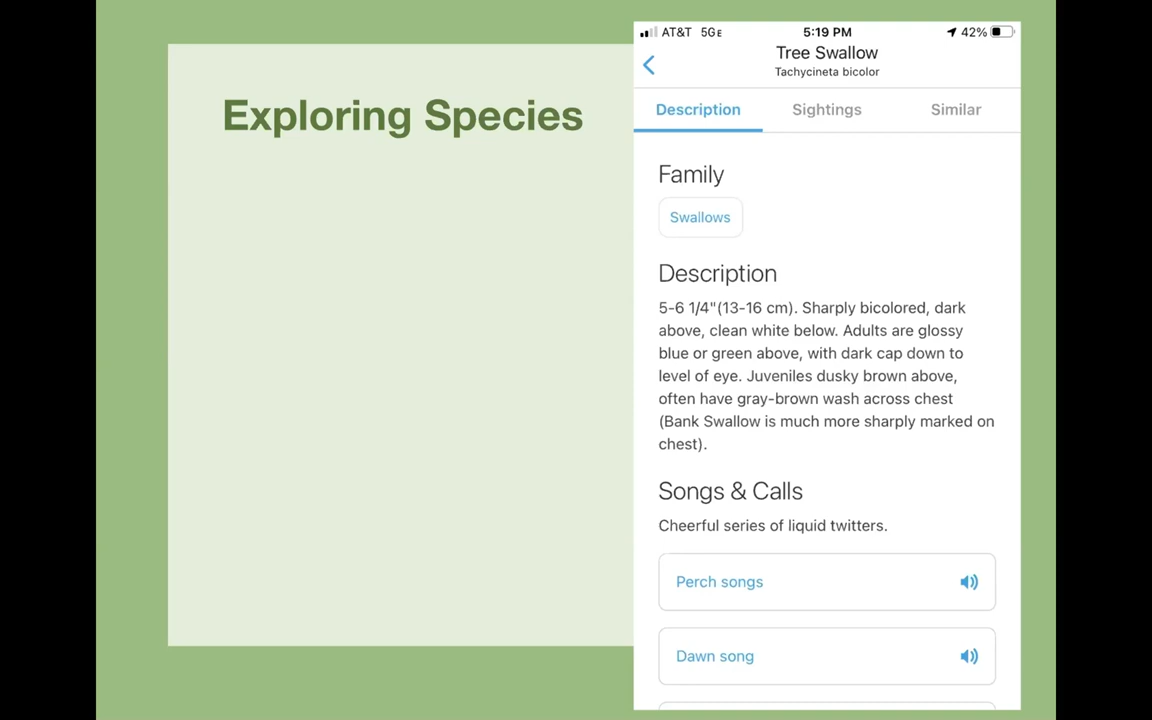 Exploring Species
AT&T 5GE
5:19 PM
42%
Tree Swallow
Tachycineta bicolor
Description
Sightings
Similar
Family
Swallows
Description
5-6 1/4"(13-16 cm). Sharply bicolored, dark
above, clean white below. Adults are glossy
blue or green above, with dark cap down to
level of eye. Juveniles dusky brown above,
often have gray-brown wash across chest
(Bank Swallow is much more sharply marked on
chest).
Songs & Calls
Cheerful series of liquid twitters.
Perch songs
Dawn song